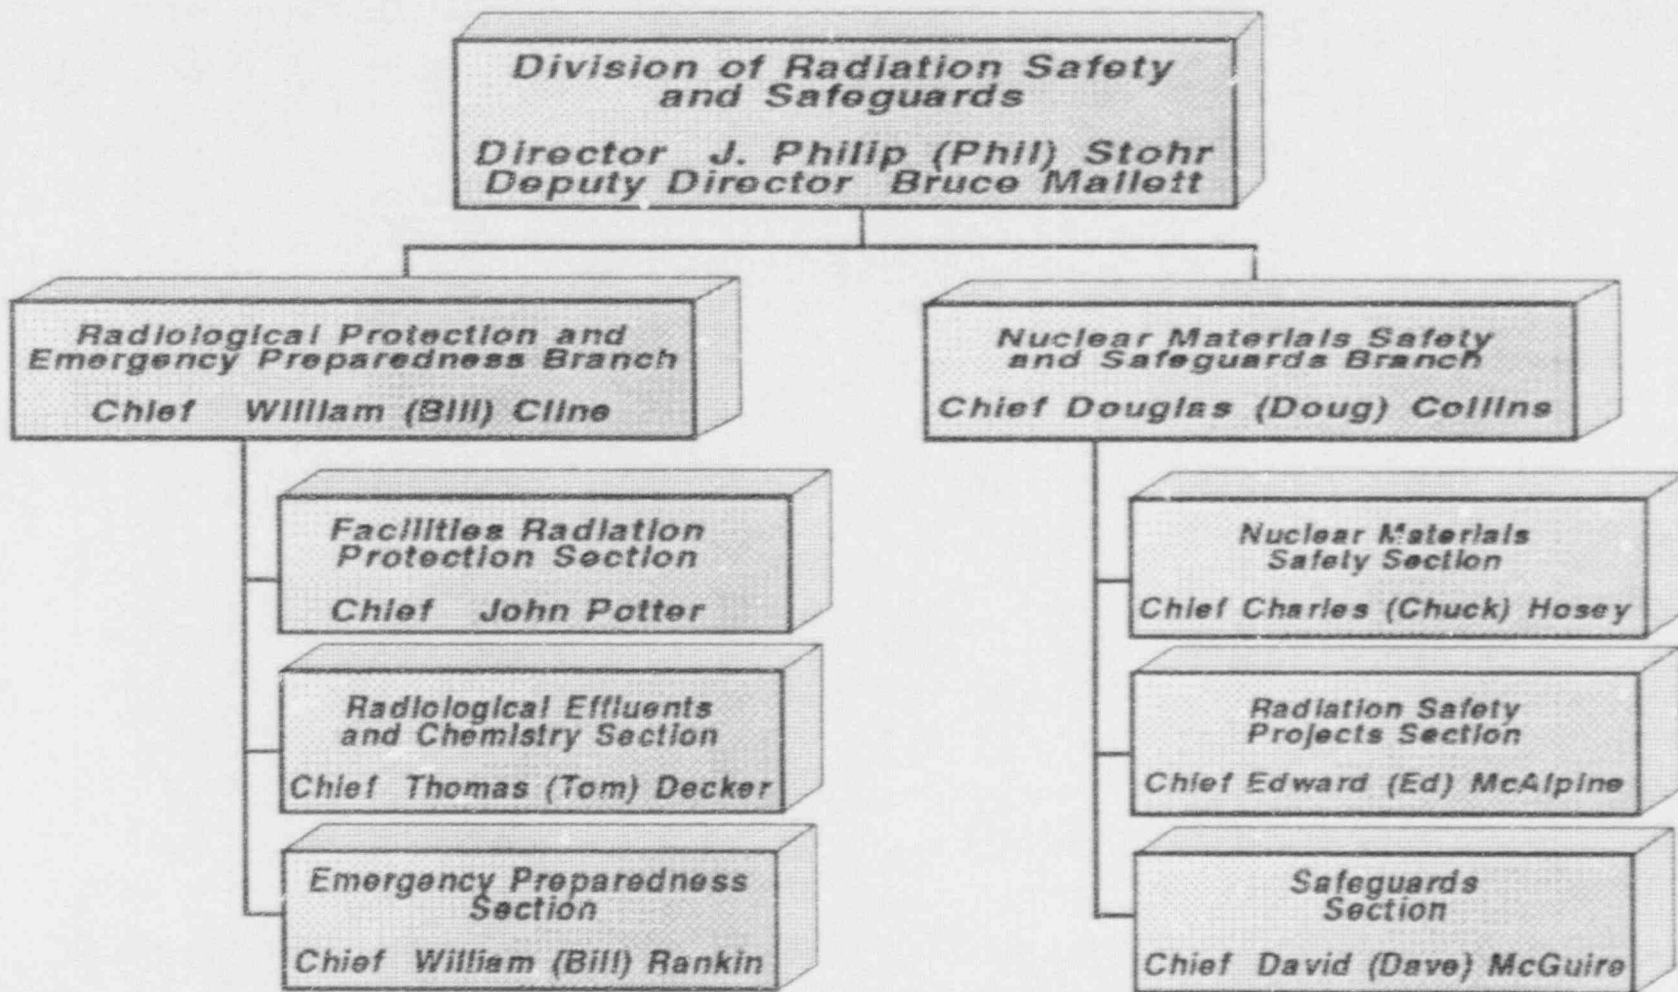 Division of Radiation Safety
and Safeguards
Director J. Philip (Phil) Stohr
Deputy Director Bruce Mallett
Radiological Protection and
Emergency Preparedness Branch
Chief William (Bill) Cline
Facilities Radiation
Protection Section
Chief John Potter
Radiological Effluents
and Chemistry Section
Chief Thomas (Tom) Decker
Emergency Preparedness
Section
Chief William (Bill) Rankin
Nuclear Materials Safety
and Safeguards Branch
Chief Douglas (Doug) Collins
Nuclear Materials
Safety Section
Chief Charles (Chuck) Hosey
Radiation Safety
Projects Section
Chief Edward (Ed) McAlpine
Safeguards
Section
Chief David (Dave) McGuire